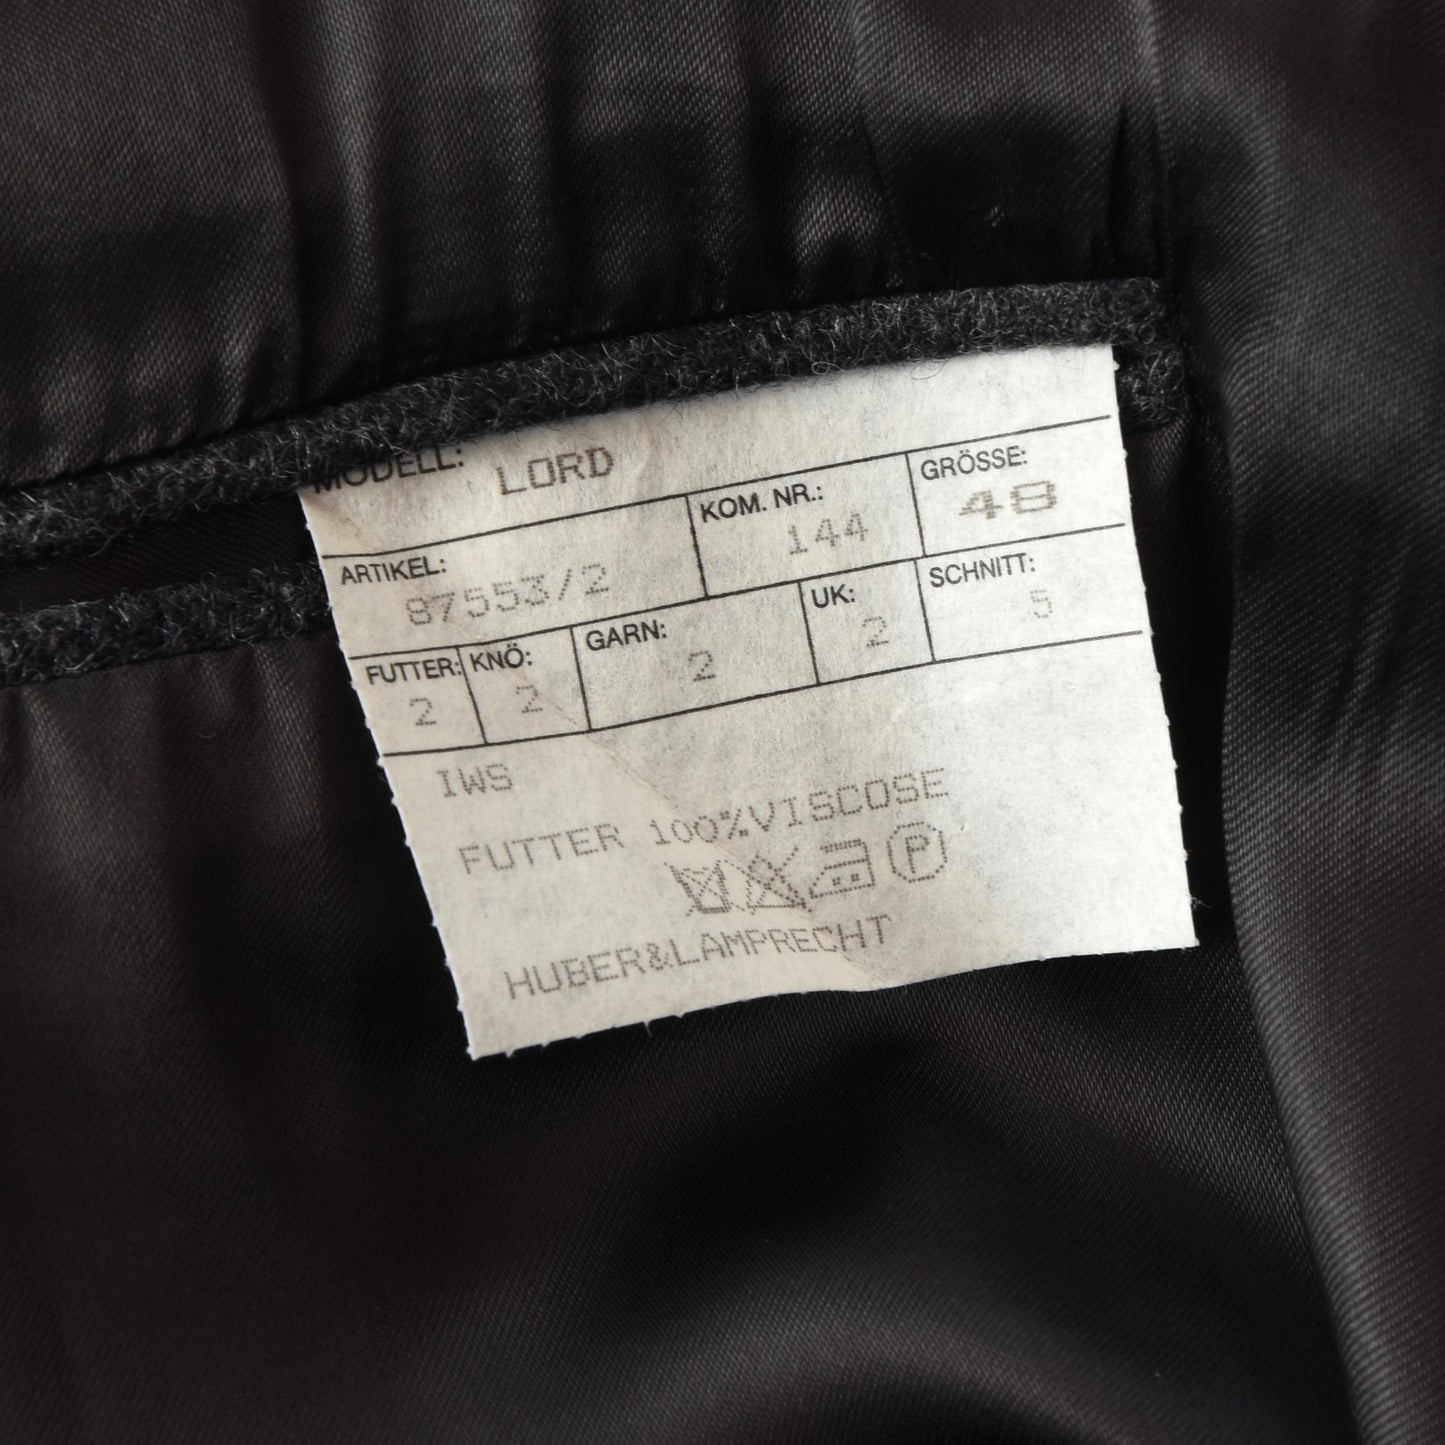 MODELL: LORD
ARTIKEL: 87553/2 KOM. NR.: 144 GRÖSSE: 48
FUTTER: 2 KNÖ: 2 GARN: 2 UK: 2 SCHNITT: 5
IWS
FUTTER 100%VISCOSE
P
HUBER&LAMPRECHT